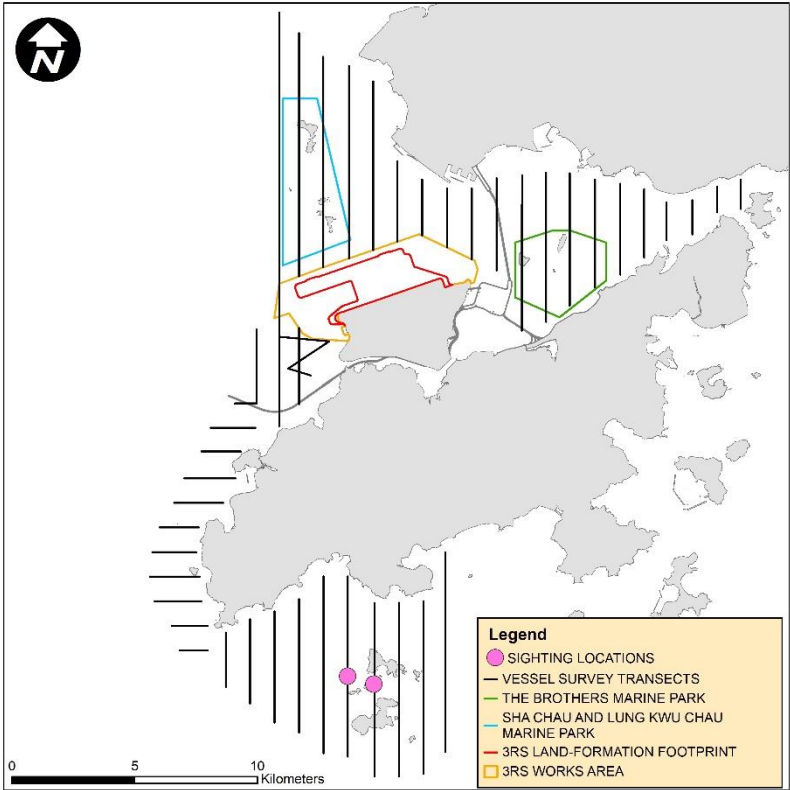 N
Legend
SIGHTING LOCATIONS
VESSEL SURVEY TRANSECTS
THE BROTHERS MARINE PARK
SHA CHAU AND LUNG KWU CHAU
MARINE PARK
3RS LAND-FORMATION FOOTPRINT
3RS WORKS AREA
0 5 10
Kilometers